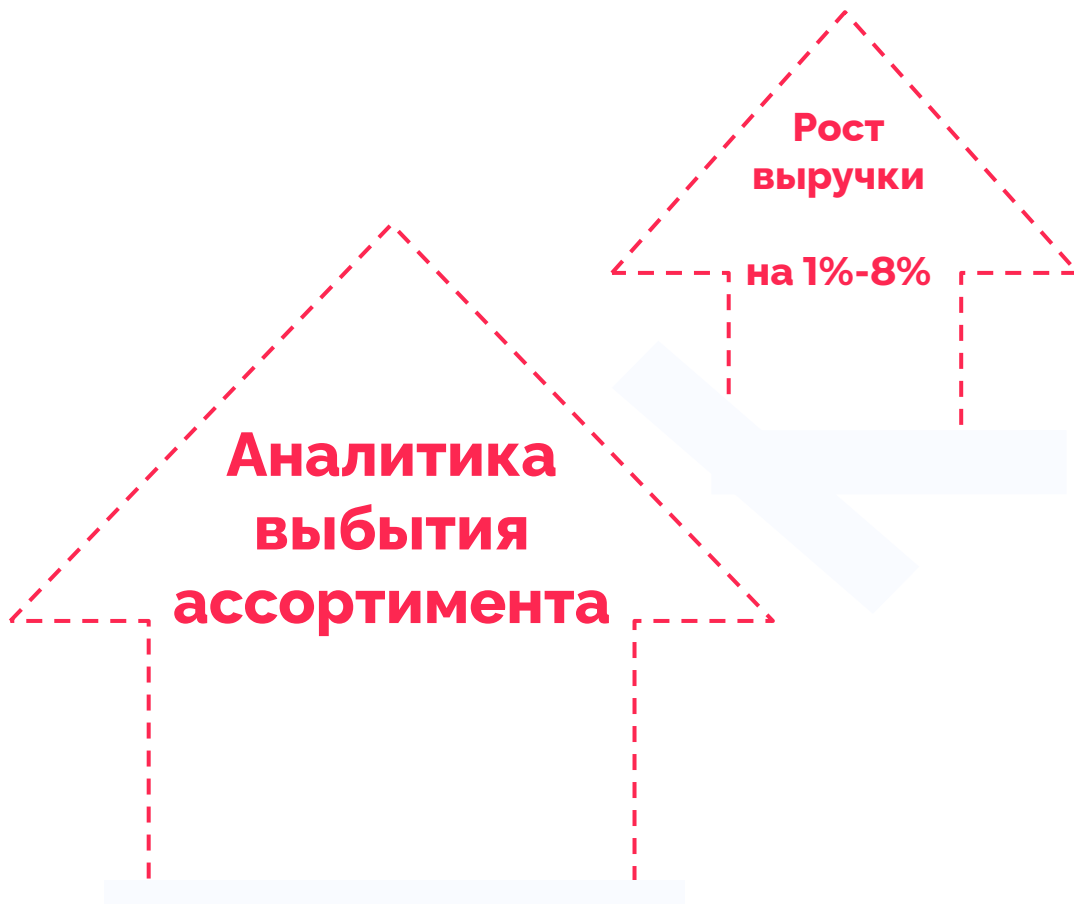 Рост
выручки
на 1%-8%
Аналитика
выбытия
ассортимента